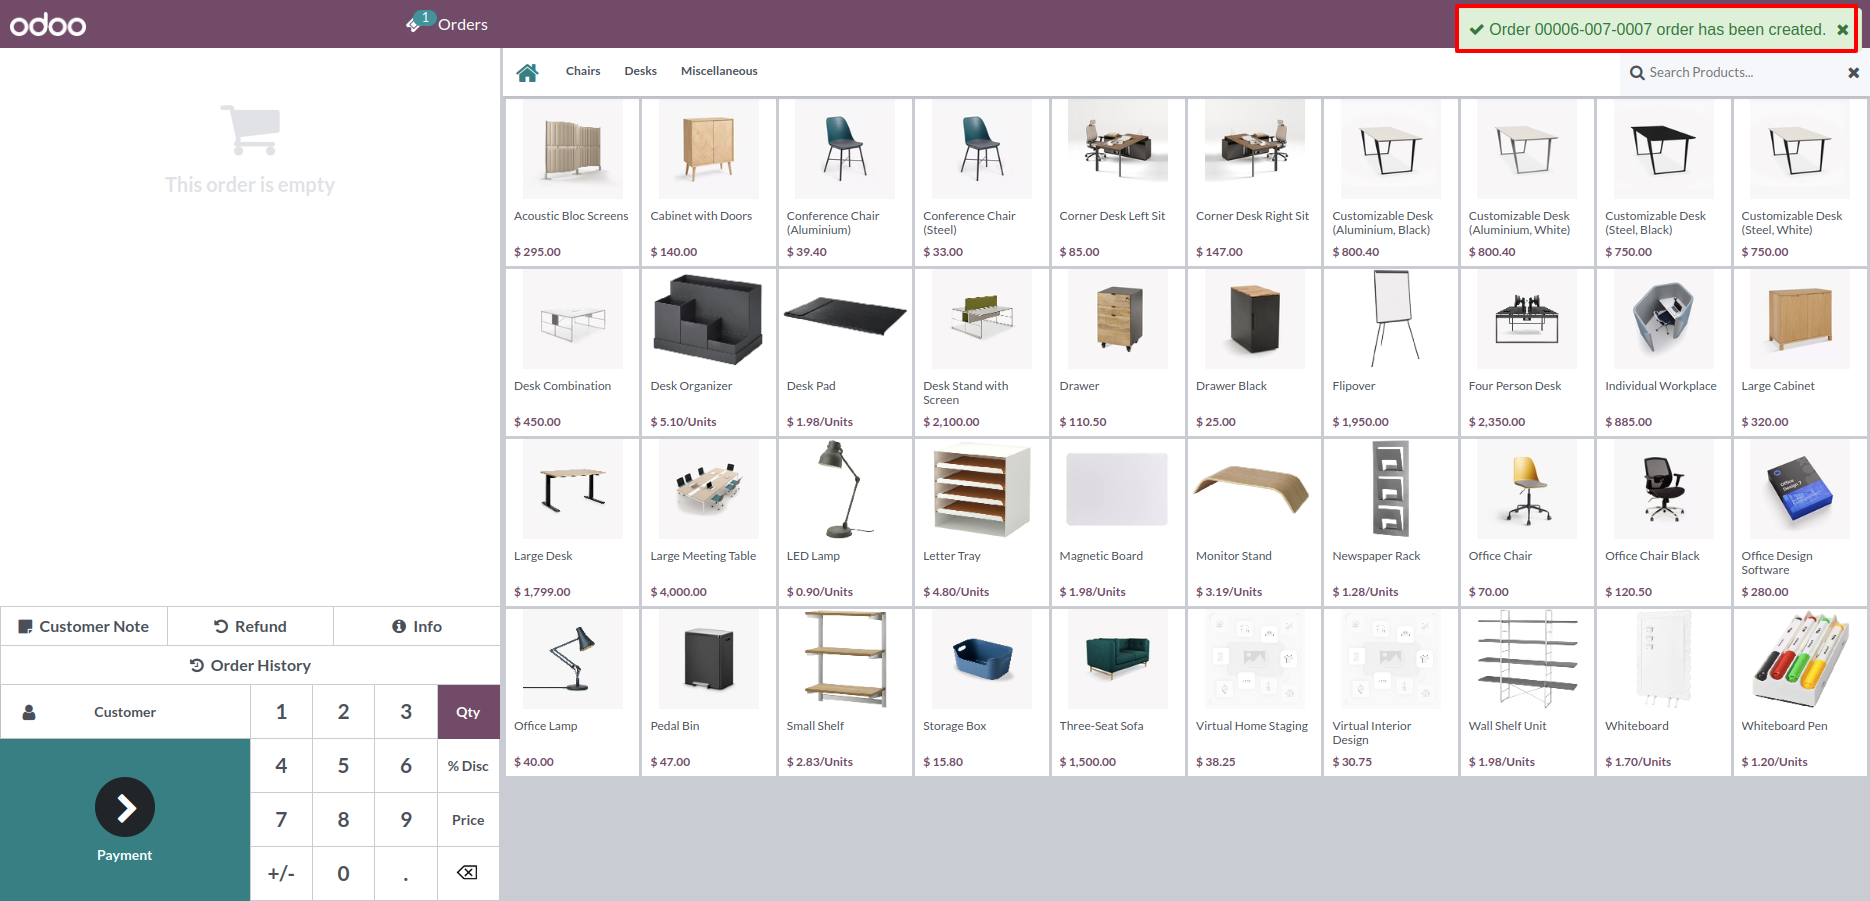 odoo
1
Orders
Order 00006-007-0007 order has been created.
This order is empty
Chairs
Desks
Miscellaneous
Search Products...
Acoustic Bloc Screens
$ 295.00
Cabinet with Doors
$ 140.00
Conference Chair
(Aluminium)
$ 39.40
Conference Chair
(Steel)
$ 33.00
Corner Desk Left Sit
$ 85.00
Corner Desk Right Sit
$ 147.00
Customizable Desk
(Aluminium, Black)
$ 800.40
Customizable Desk
(Aluminium, White)
$ 800.40
Customizable Desk
(Steel, Black)
$ 750.00
Customizable Desk
(Steel, White)
$ 750.00
Desk Combination
$ 450.00
Desk Organizer
$ 5.10/Units
Desk Pad
$ 1.98/Units
Desk Stand with
Screen
$ 2,100.00
Drawer
$ 110.50
Drawer Black
$ 25.00
Flipover
$ 1,950.00
Four Person Desk
$ 2,350.00
Individual Workplace
$ 885.00
Large Cabinet
$ 320.00
Large Desk
$ 1,799.00
Large Meeting Table
$ 4,000.00
LED Lamp
$ 0.90/Units
Letter Tray
$ 4.80/Units
Magnetic Board
$ 1.98/Units
Monitor Stand
$ 3.19/Units
Newspaper Rack
$ 1.28/Units
Office Chair
$ 70.00
Office Chair Black
$ 120.50
Office
Design 7
Office Design
Software
$ 280.00
Office Lamp
$ 40.00
Pedal Bin
$ 47.00
Small Shelf
$ 2.83/Units
Storage Box
$ 15.80
Three-Seat Sofa
$ 1,500.00
Virtual Home Staging
$ 38.25
Virtual Interior
Design
$ 30.75
Wall Shelf Unit
$ 1.98/Units
Whiteboard
$ 1.70/Units
Whiteboard Pen
$ 1.20/Units
Customer Note
Refund
Info
Order History
Customer
1
2
3
Qty
4
5
6
% Disc
7
8
9
Price
+/-
0
.
Payment